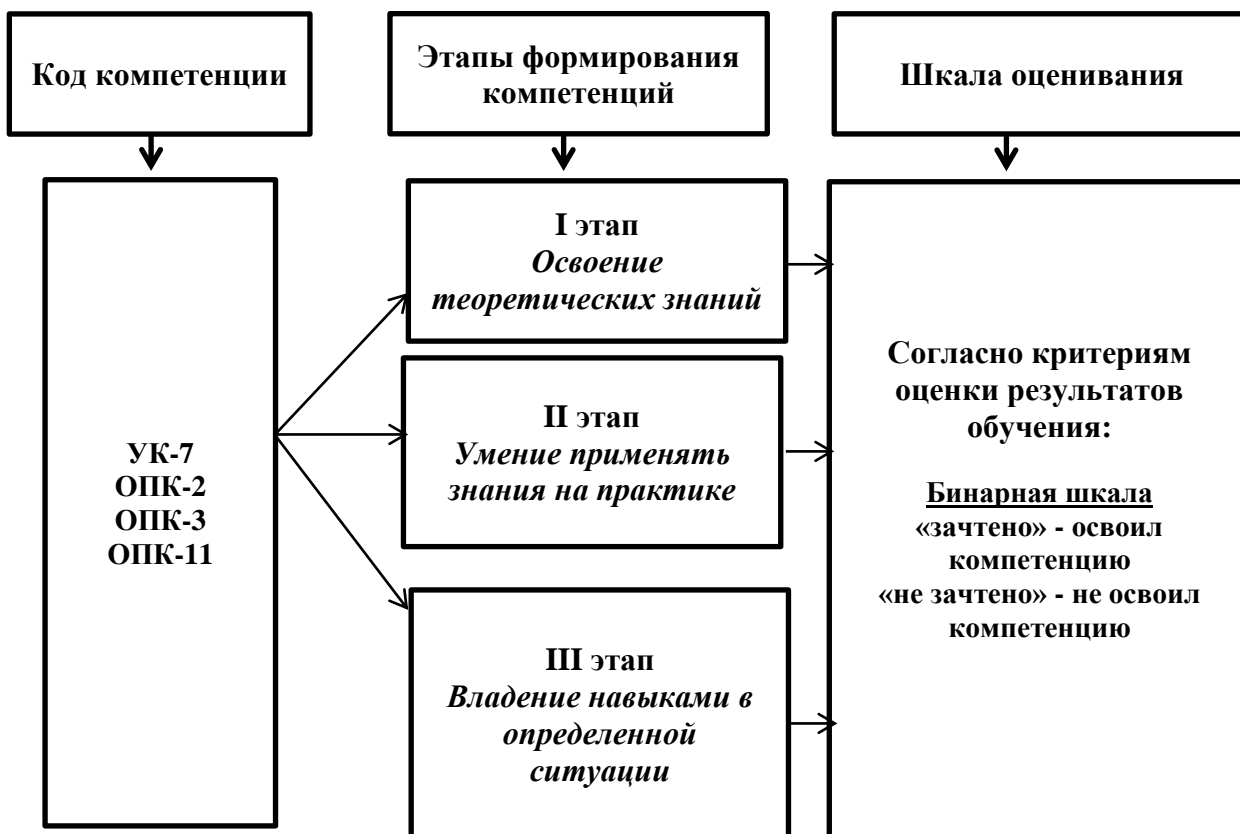 Код компетенции
Этапы формирования
компетенций
Шкала оценивания
УК-7
ОПК-2
ОПК-3
ОПК-11
I этап
Освоение
теоретических знаний
II этап
Умение применять
знания на практике
III этап
Владение навыками в
определенной
ситуации
Согласно критериям
оценки результатов
обучения:
Бинарная шкала
«зачтено» - освоил
компетенцию
«не зачтено» - не освоил
компетенцию